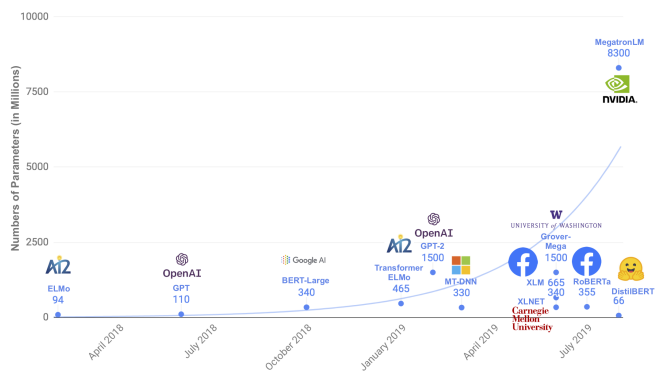 10000
MegatronLM
8300
NVIDIA.
7500
Numbers of Parameters (in Millions)
5000
W
UNIVERSITY of WASHINGTON
2500
OpenAI
GPT-2
1500
Grover-
Mega
1500
AI2
ELMo
94
OpenAI
GPT
110
Google AI
BERT-Large
340
AI2
Transformer
ELMo
465
MT-DNN
330
XLM 665
340
XLNET
Carnegie
Mellon
University
RoBERTa
355
DistilBERT
66
0
April 2018
July 2018
October 2018
January 2019
April 2019
July 2019